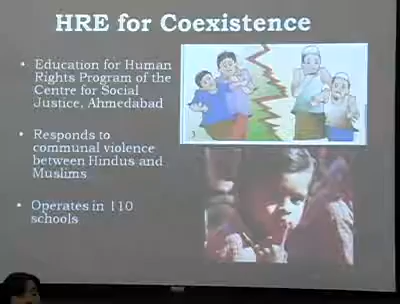 HRE for Coexistence
• Education for Human
Rights Program of the
Centre for Social
Justice, Ahmedabad
• Responds to
communal violence
between Hindus and
Muslims
• Operates in 110
schools
3